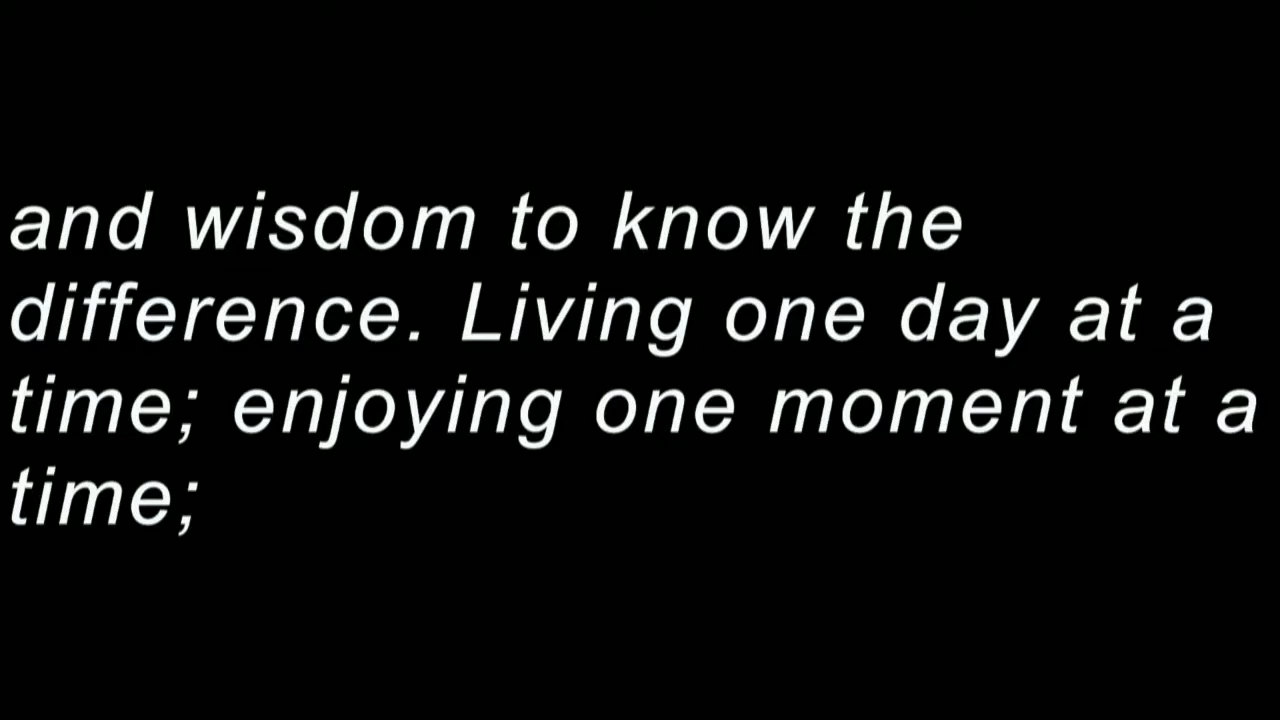 and wisdom to know the
difference. Living one day at a
time; enjoying one moment at a
time;